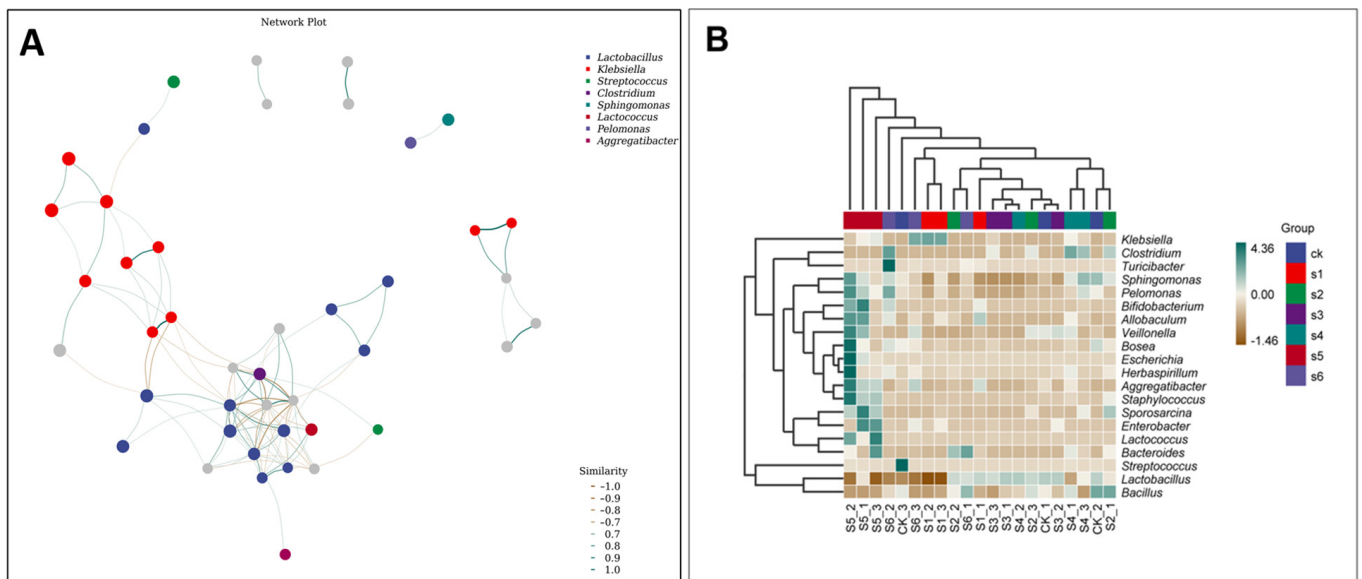 A
Network Plot
Lactobacillus
Klebsiella
Streptococcus
Clostridium
Sphingomonas
Lactococcus
Pelomonas
Aggregatibacter
Similarity
-1.0
-0.9
-0.8
-0.7
0.7
0.8
0.9
1.0
B
Klebsiella
Clostridium
Turicibacter
Sphingomonas
Pelomonas
Bifidobacterium
Allobaculum
Veillonella
Bosea
Escherichia
Herbaspirillum
Aggregatibacter
Staphylococcus
Sporosarcina
Enterobacter
Lactococcus
Bacteroides
Streptococcus
Lactobacillus
Bacillus
S5_2
S5_1
S5_3
S6_2
CK_3
S6_3
S1_2
S1_3
S2_2
S6_1
S1_1
S3_3
S3_1
S4_2
S2_3
CK_1
S3_2
S4_1
S4_3
CK_2
S2_1
4.36
0.00
-1.46
Group
ck
s1
s2
s3
s4
s5
s6